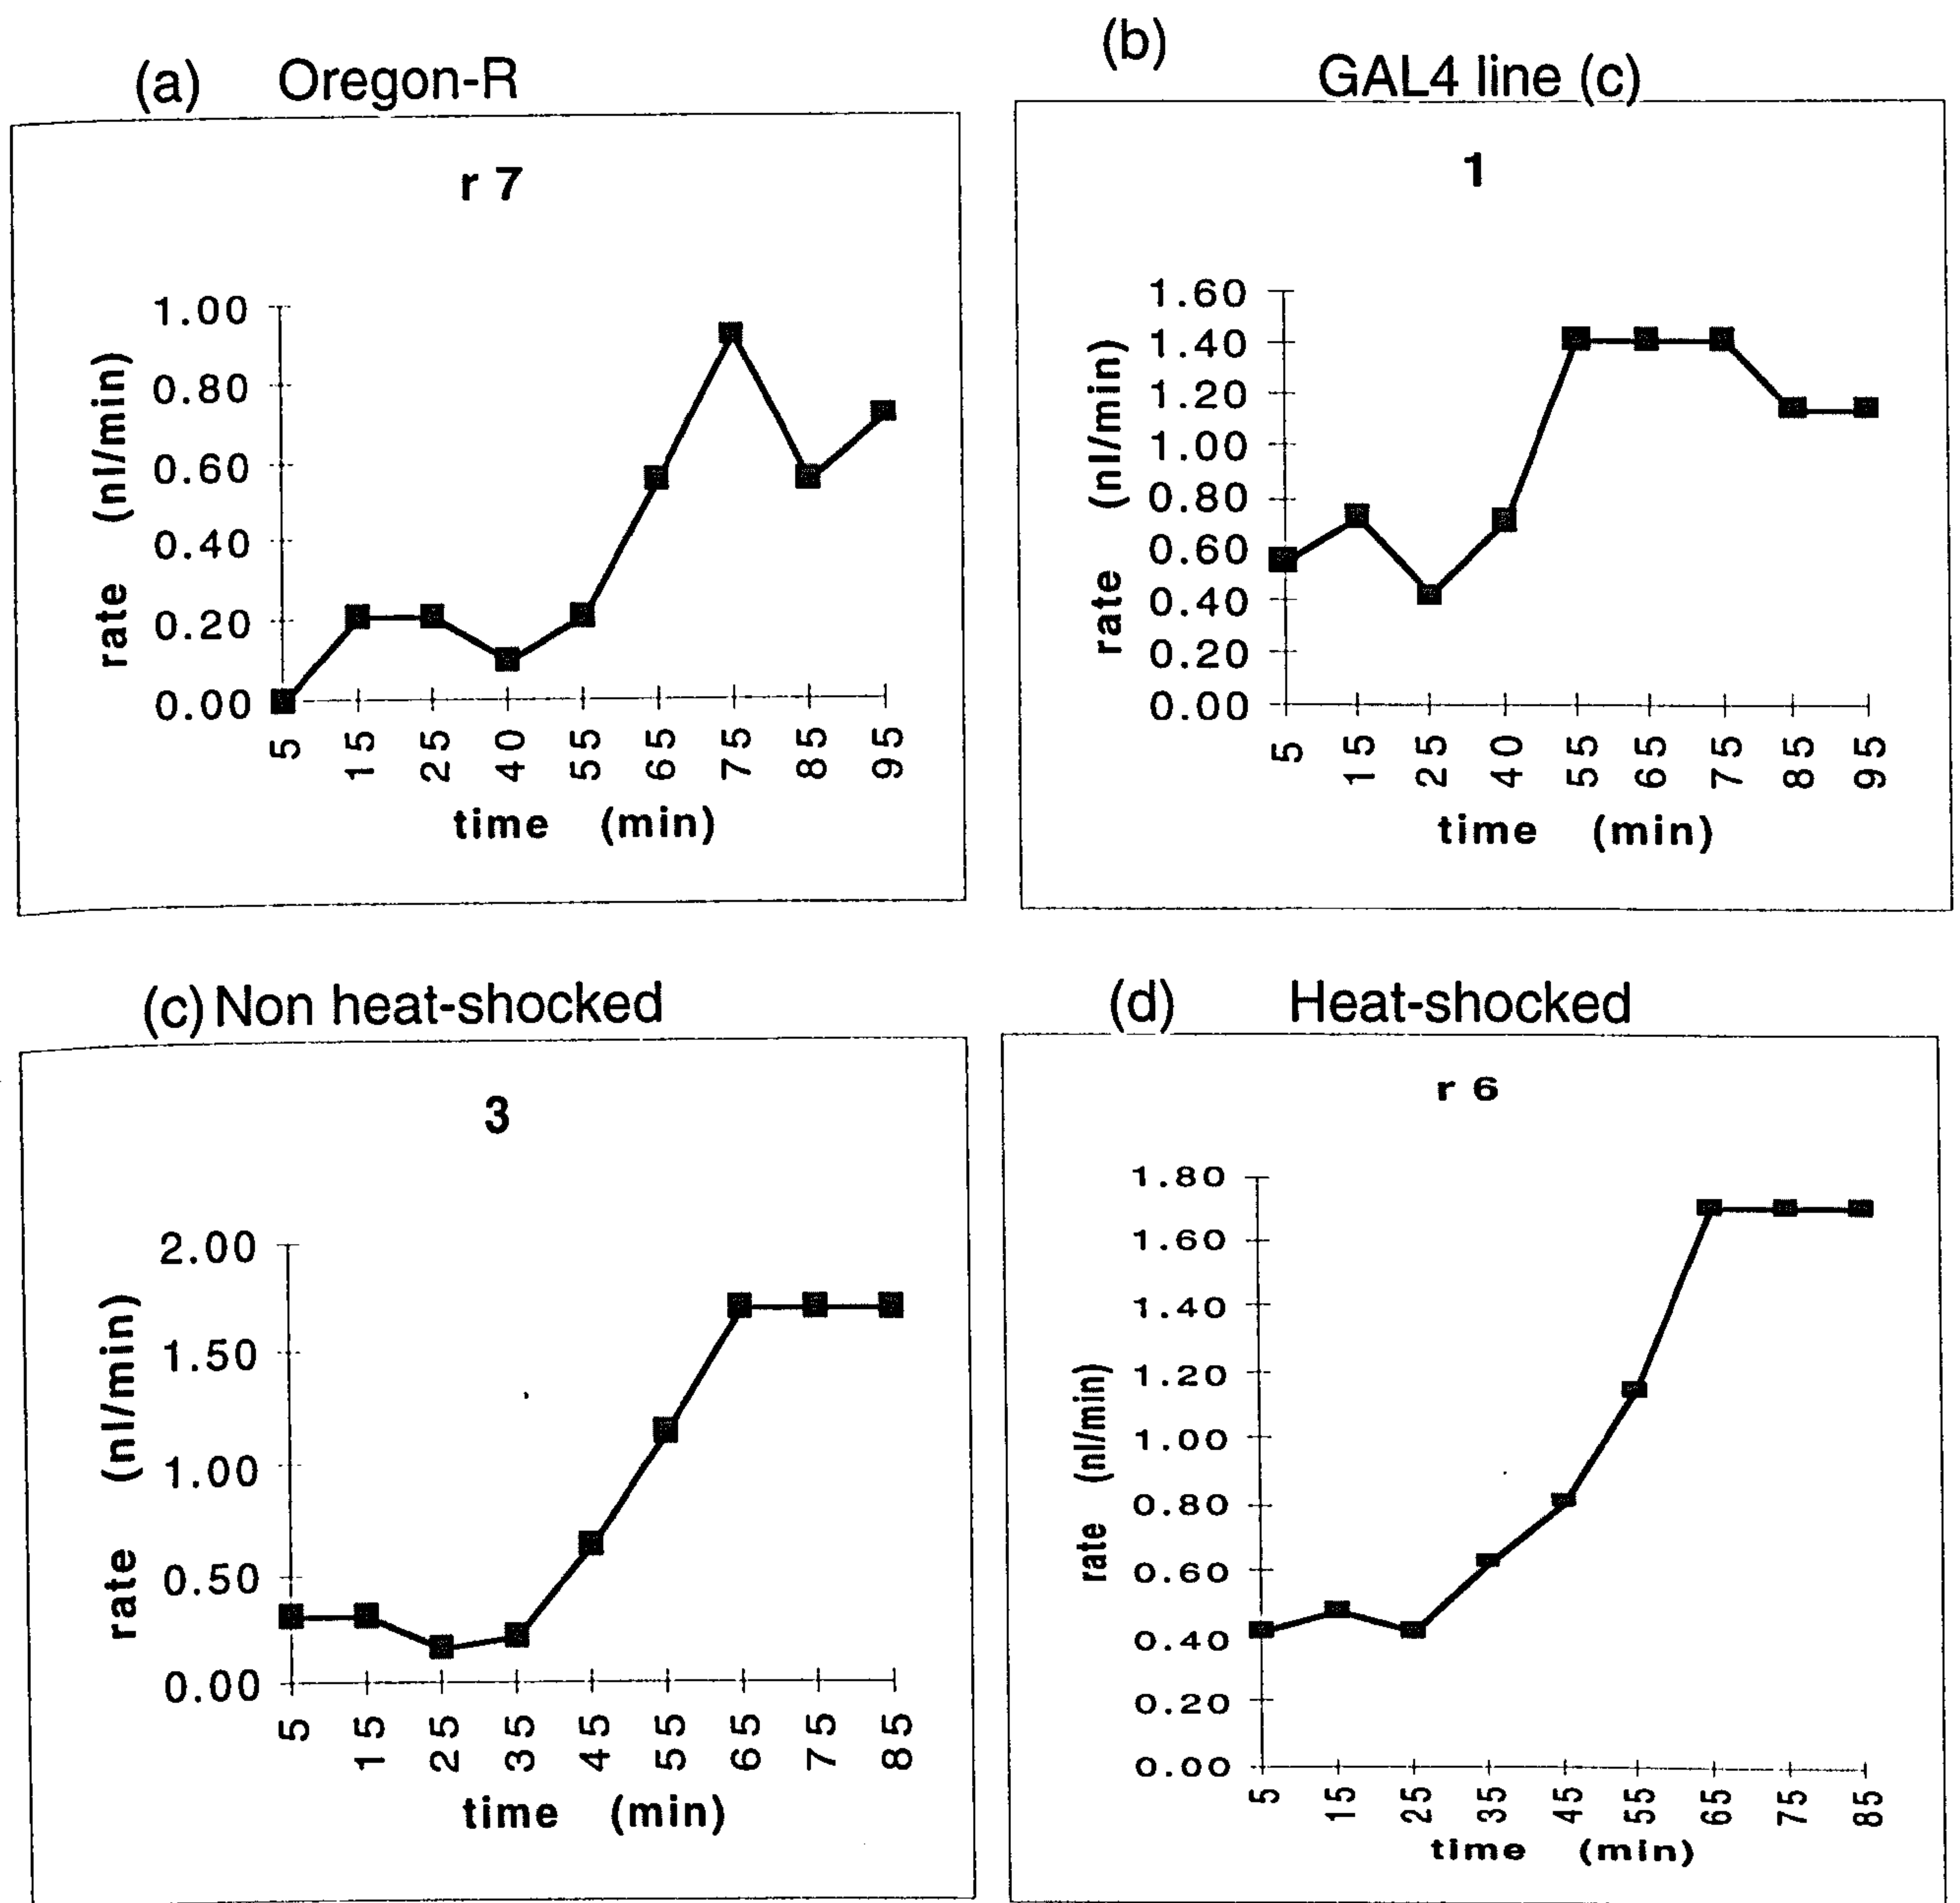 (a) Oregon-R
r 7
1.00
0.80
0.60
0.40
0.20
0.00
rate (nl/min)
5 15 25 40 55 65 75 85 95
time (min)
(b)
GAL4 line (c)
1
1.60
1.40
1.20
1.00
0.80
0.60
0.40
0.20
0.00
rate (nl/min)
5 15 25 40 55 65 75 85 95
time (min)
(c) Non heat-shocked
3
2.00
1.50
1.00
0.50
0.00
rate (nl/min)
5 15 25 35 45 55 65 75 85
time (min)
(d) Heat-shocked
r 6
1.80
1.60
1.40
1.20
1.00
0.80
0.60
0.40
0.20
0.00
rate (nl/min)
5 15 25 35 45 55 65 75 85
time (min)